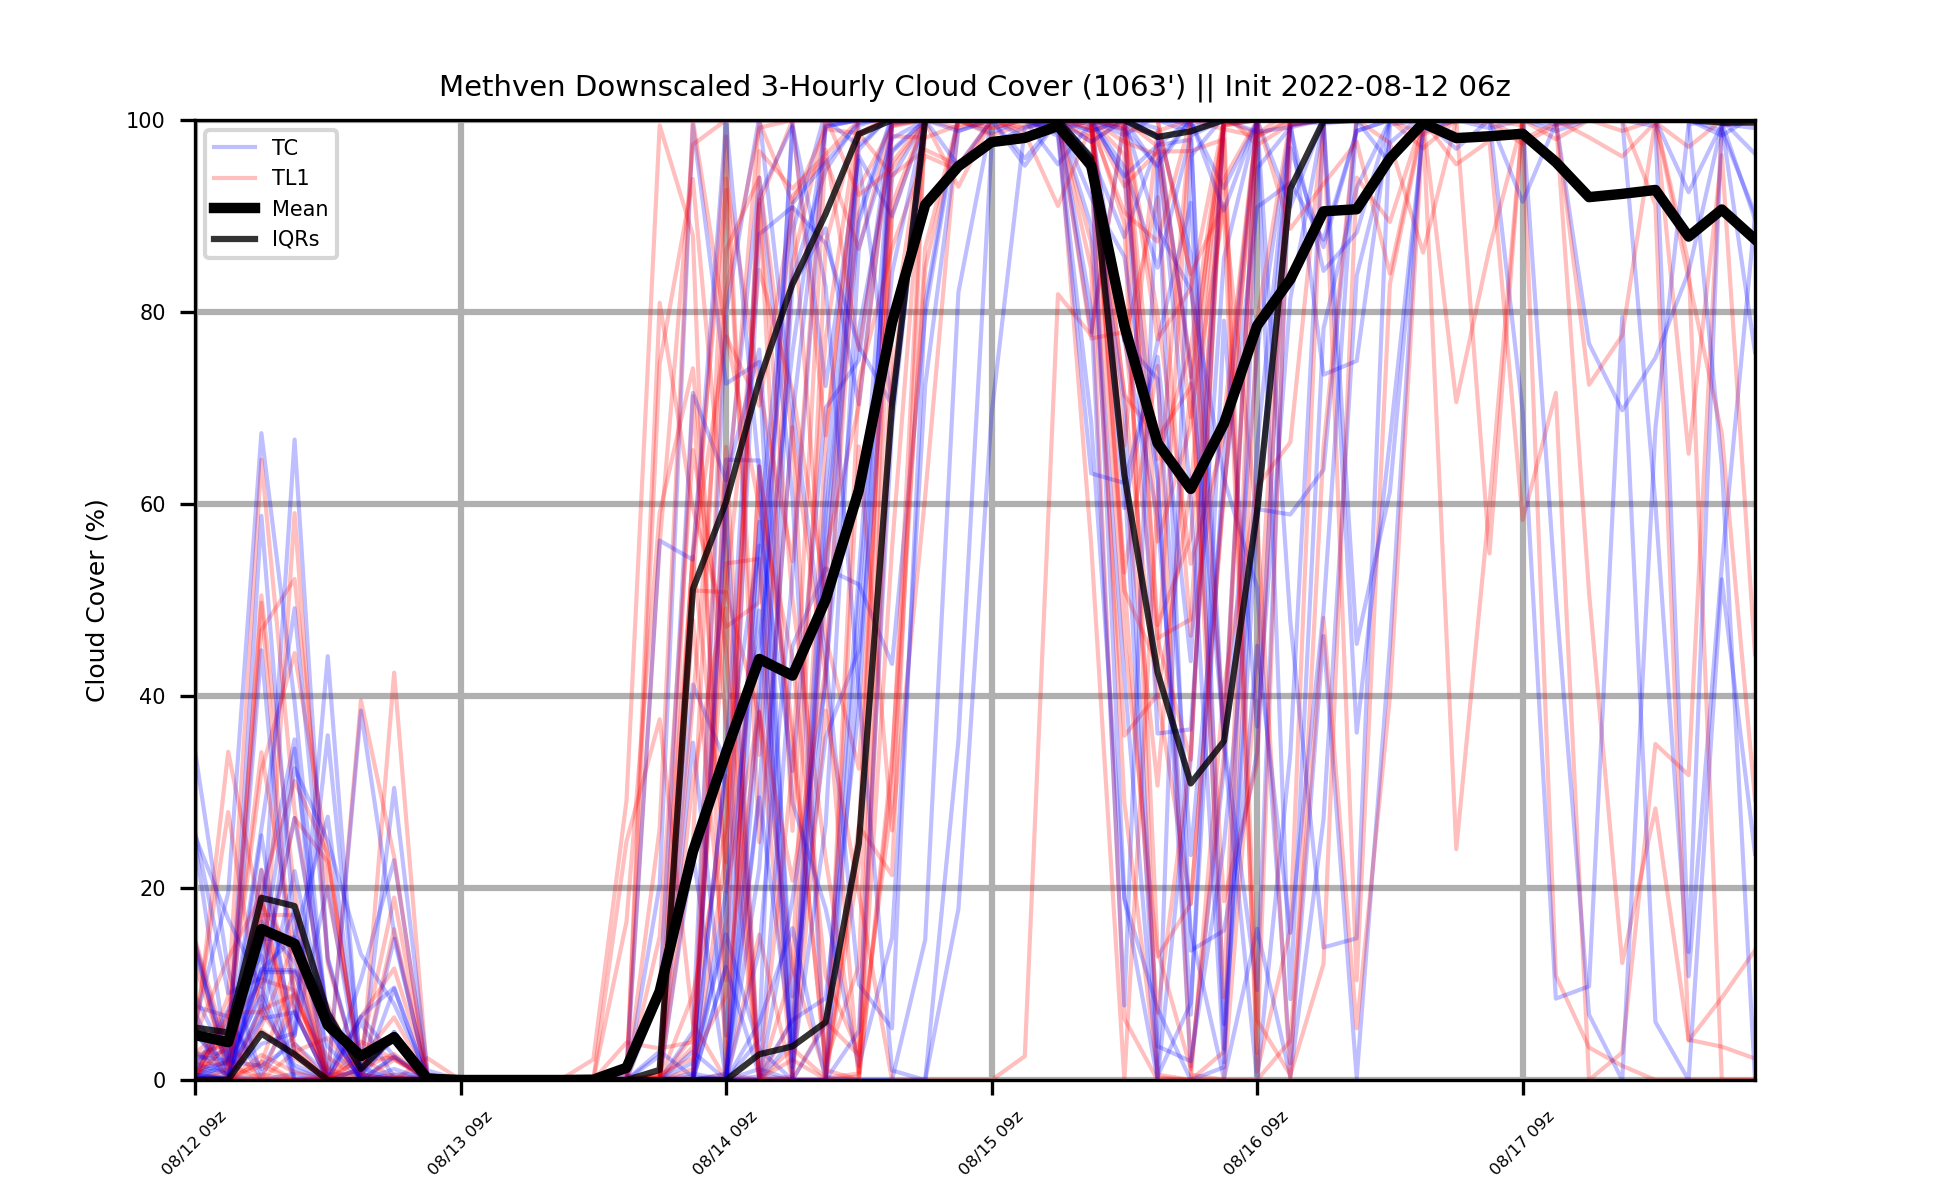 Methven Downscaled 3-Hourly Cloud Cover (1063') || Init 2022-08-12 06z
TC
TL1
Mean
IQRs
Cloud Cover (%)
100
80
60
40
20
0
08/12 09z
08/13 09z
08/14 09z
08/15 09z
08/16 09z
08/17 09z